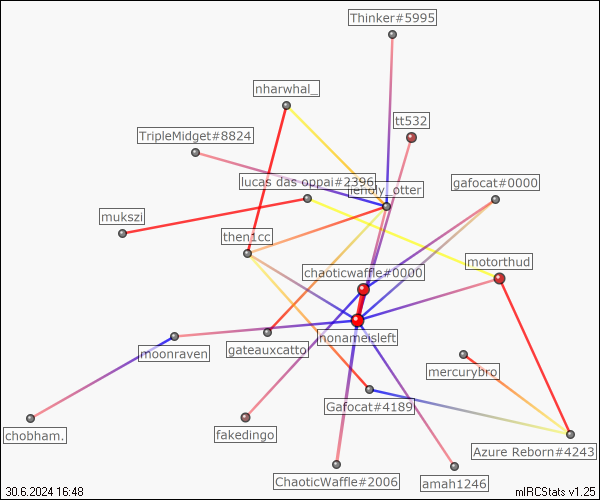 Thinker#5995
nharwhal_
tt532
TripleMidget#8824
lucas das oppai#2396
gafocat#0000
mukszi
then1cc
motorthud
chaoticwaffle#0000
nonameisleft
moonraven
gateauxcatto
mercurybro
Gafocat#4189
chobham.
fakedingo
Azure Reborn#4243
ChaoticWaffle#2006
amah1246
30.6.2024 16:48
mIRCStats v1.25